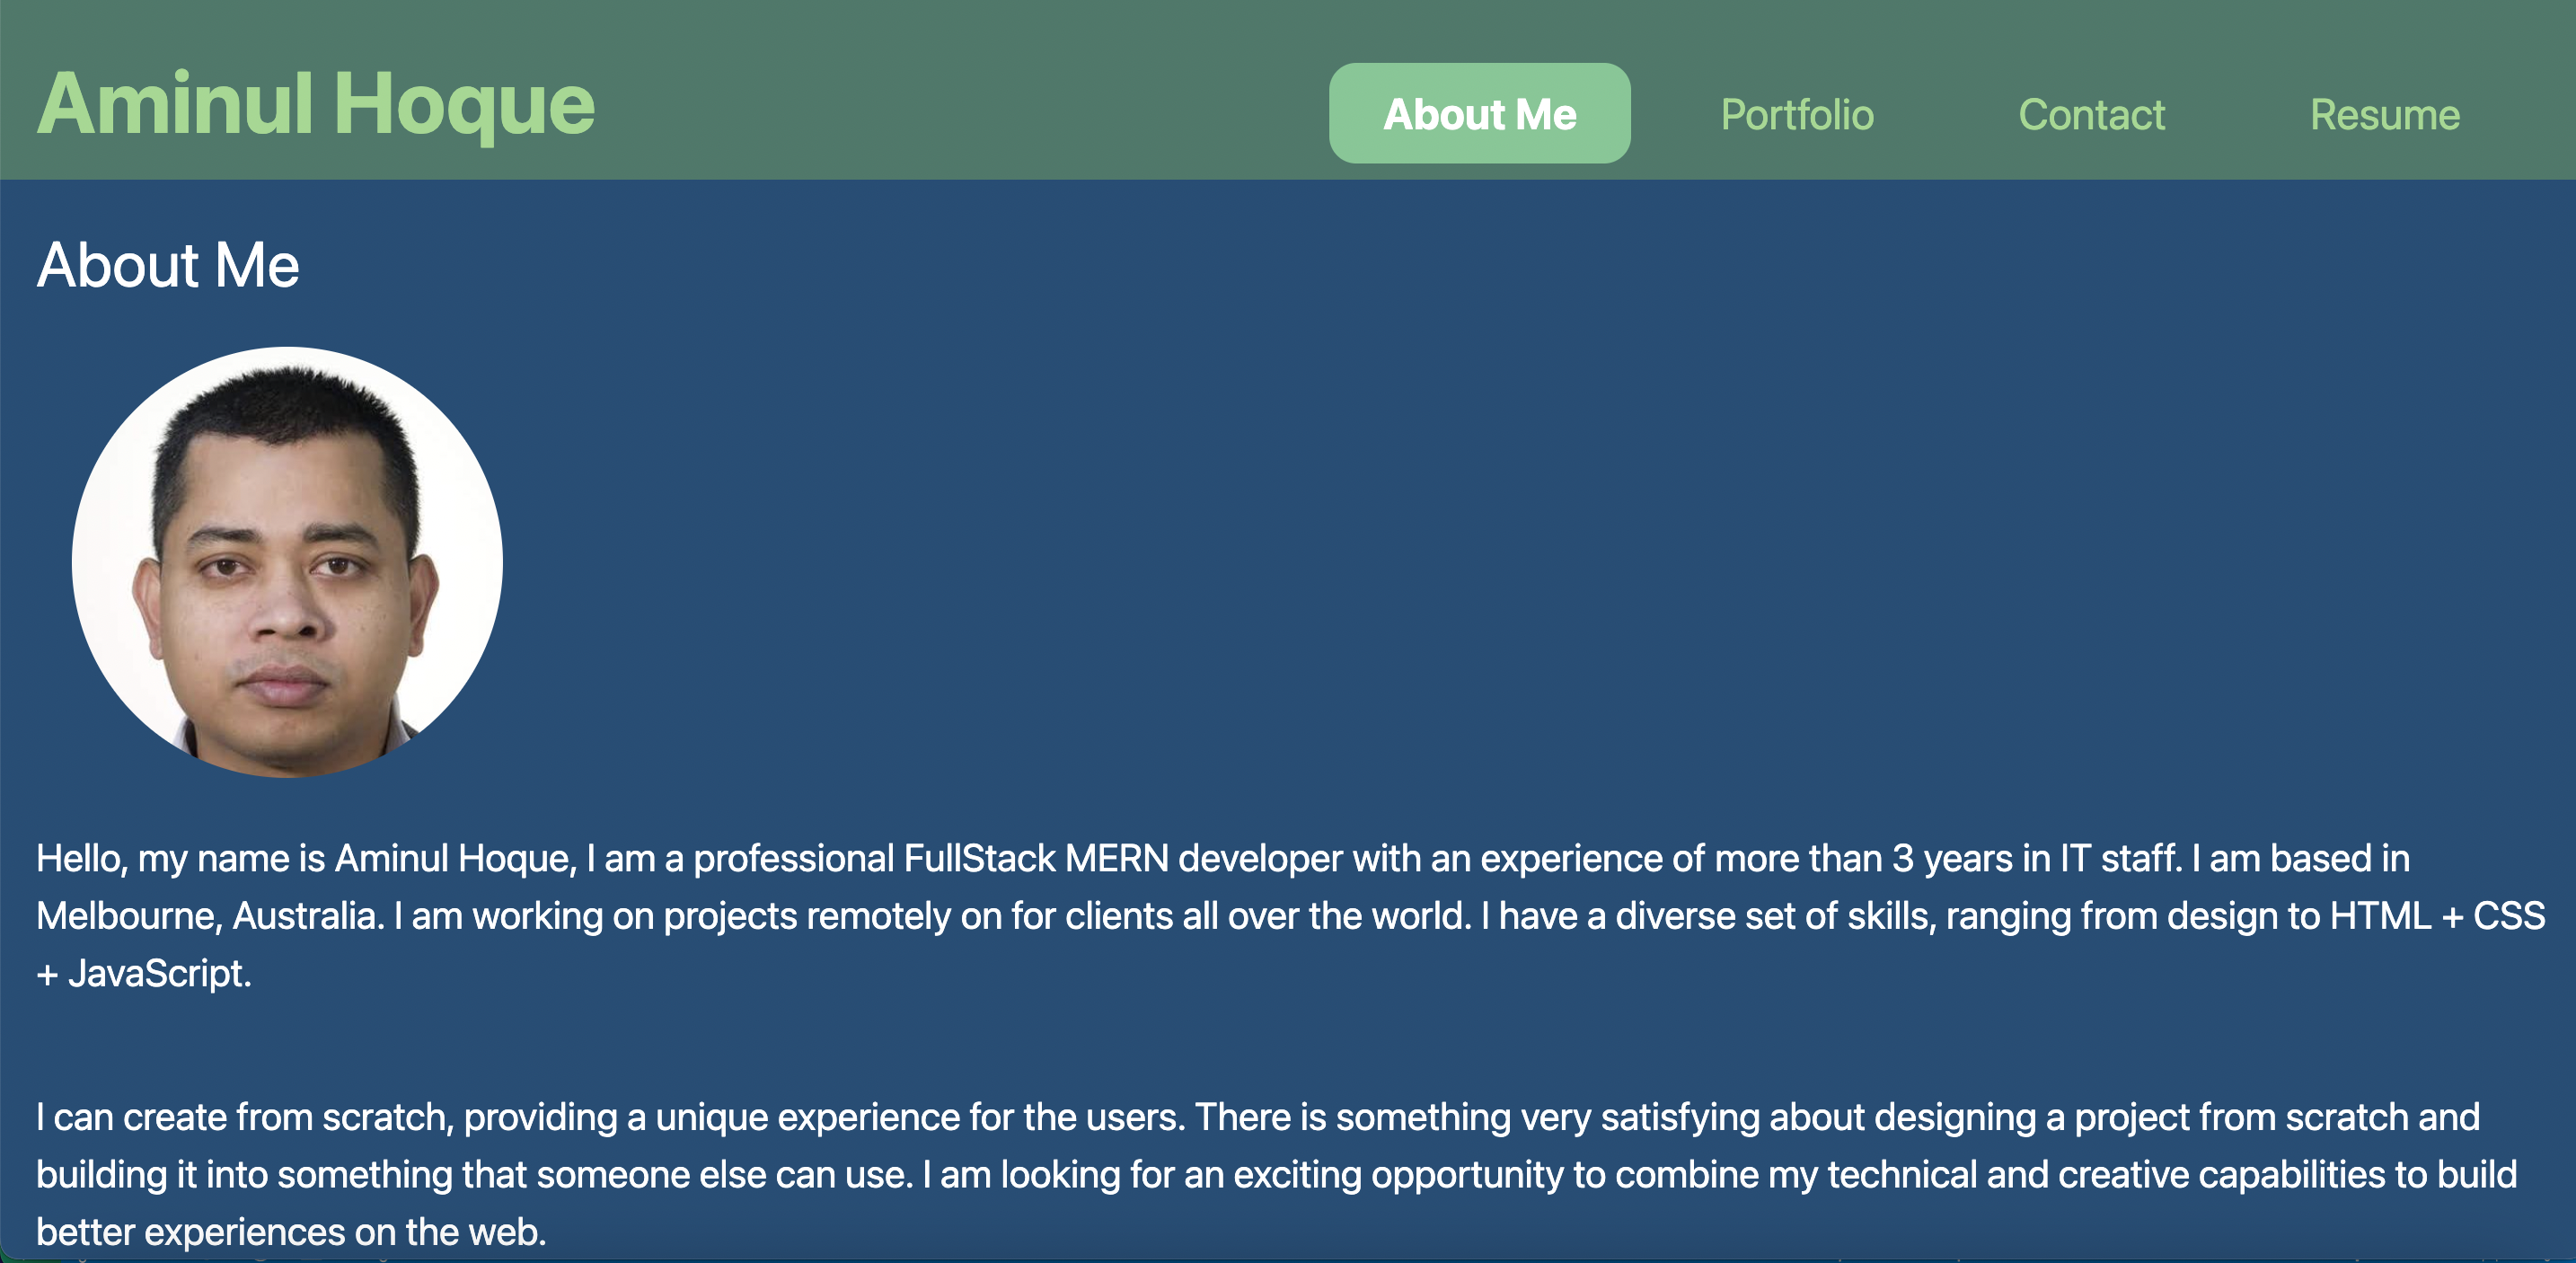 Aminul Hoque
About Me
Portfolio
Contact
Resume
About Me
Hello, my name is Aminul Hoque, I am a professional FullStack MERN developer with an experience of more than 3 years in IT staff. I am based in
Melbourne, Australia. I am working on projects remotely on for clients all over the world. I have a diverse set of skills, ranging from design to HTML + CSS
+ JavaScript.
I can create from scratch, providing a unique experience for the users. There is something very satisfying about designing a project from scratch and
building it into something that someone else can use. I am looking for an exciting opportunity to combine my technical and creative capabilities to build
better experiences on the web.